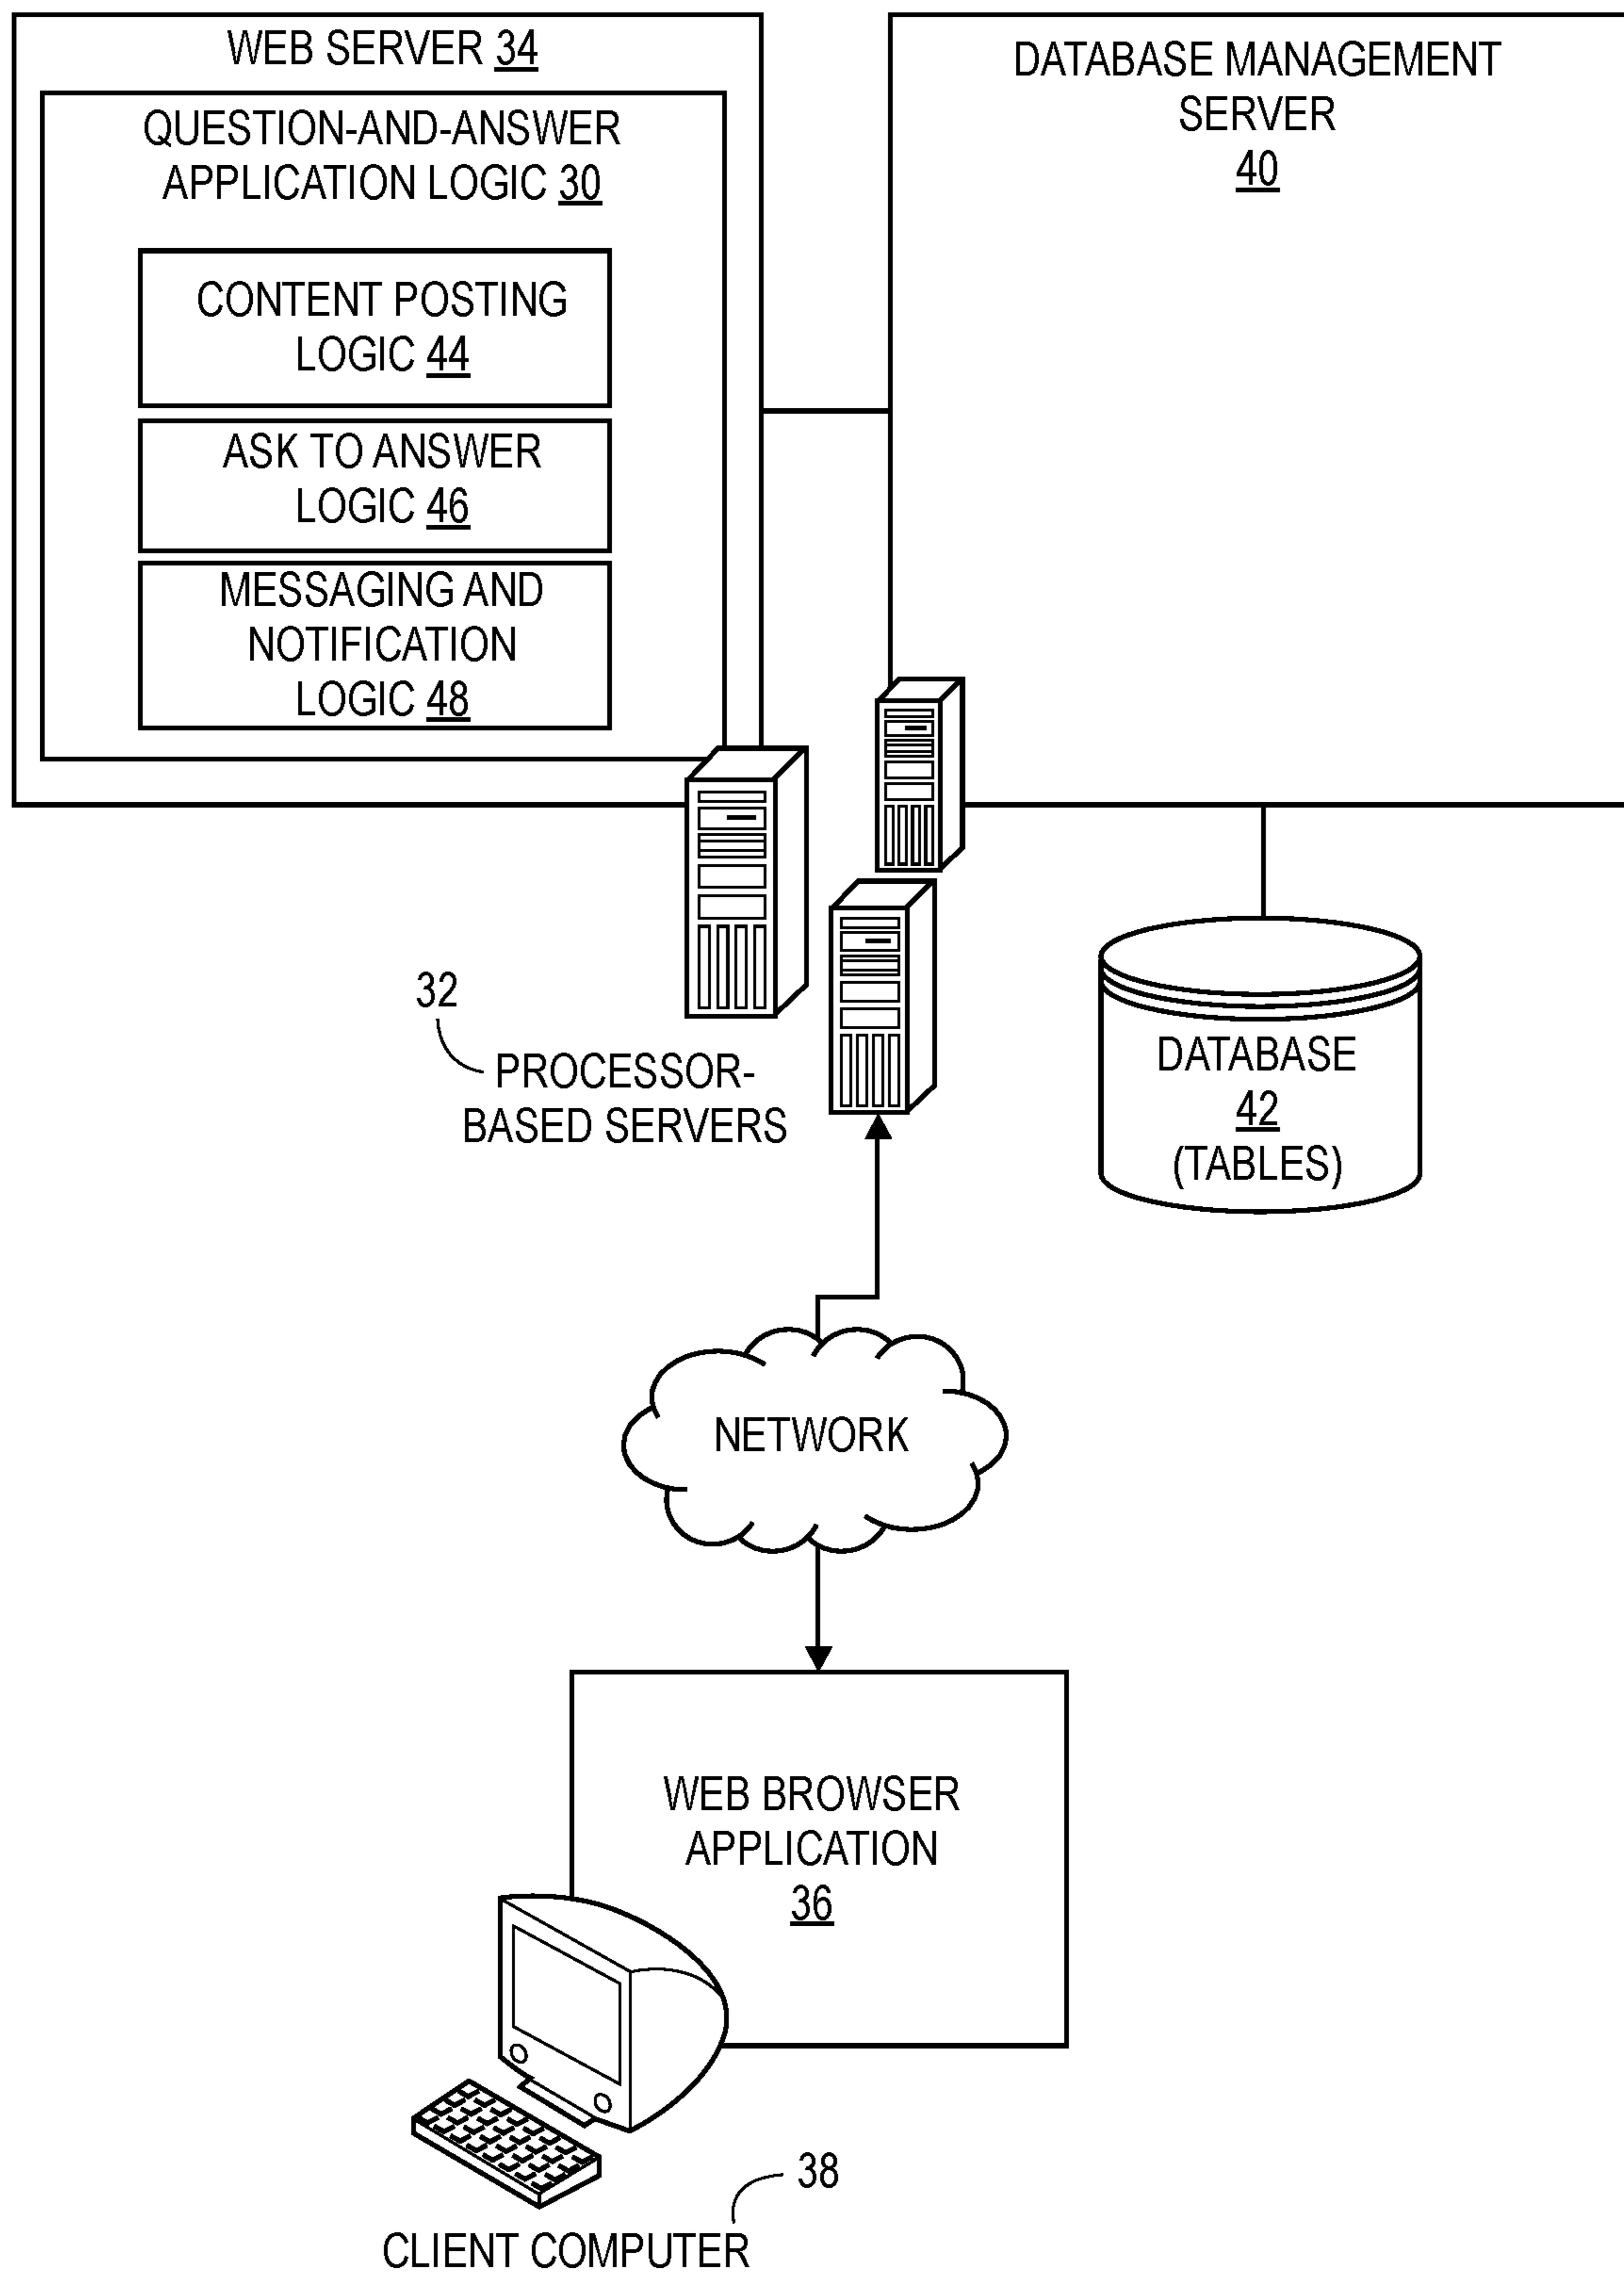 WEB SERVER 34
QUESTION-AND-ANSWER
APPLICATION LOGIC 30
CONTENT POSTING
LOGIC 44
ASK TO ANSWER
LOGIC 46
MESSAGING AND
NOTIFICATION
LOGIC 48
DATABASE MANAGEMENT
SERVER
40
32
PROCESSOR-
BASED SERVERS
DATABASE
42
(TABLES)
NETWORK
WEB BROWSER
APPLICATION
36
38
CLIENT COMPUTER